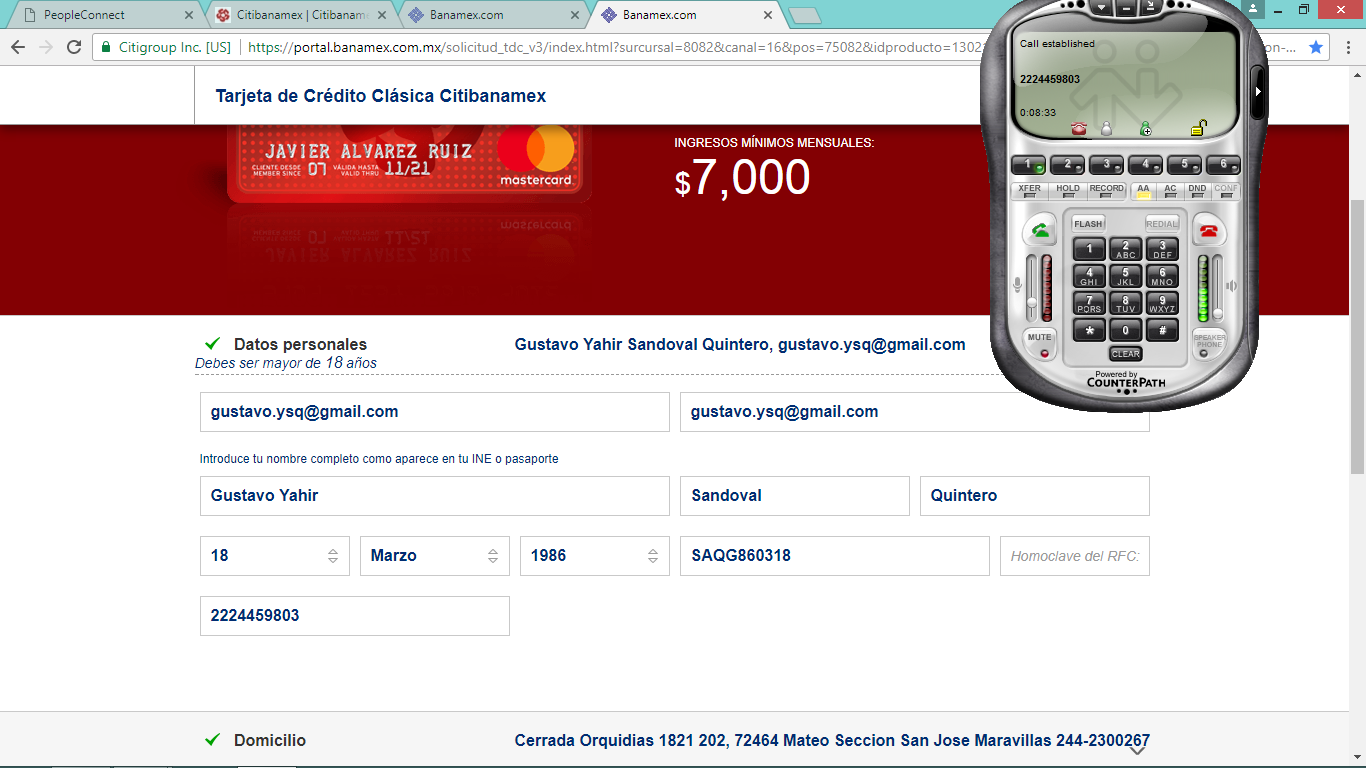 PeopleConnect
Citibanamex | Citibanam
Banamex.com
Banamex.com
Citigroup Inc. [US]
https://portal.banamex.com.mx/solicitud_tdc_v3/index.html?sursursal=8082&canal=16&pos=75082&idproducto=1302
on-...
Tarjeta de Crédito Clásica Citibanamex
JAVIER ALVAREZ RUIZ
CLIENTE DESDE
MEMBER SINCE
07
VÁLIDA HASTA
VALID THRU
11/21
mastercard
INGRESOS MÍNIMOS MENSUALES:
$7,000
Datos personales
Gustavo Yahir Sandoval Quintero, gustavo.ysq@gmail.com
Debes ser mayor de 18 años
gustavo.ysq@gmail.com
gustavo.ysq@gmail.com
Introduce tu nombre completo como aparece en tu INE o pasaporte
Gustavo Yahir
Sandoval
Quintero
18
Marzo
1986
SAQG860318
Homoclave del RFC:
2224459803
Domicilio
Cerrada Orquidias 1821 202, 72464 Mateo Seccion San Jose Maravillas 244-2300267
Call established
2224459803
0:08:33
1 2 3 4 5 6
XFER HOLD RECORD AA AC DND CONF
FLASH REDIAL
1 2 ABC 3 DEF
4 GHI 5 JKL 6 MNO
7 PQRS 8 TUV 9 WXYZ
* 0 #
MUTE
SPEAKER PHONE
CLEAR
Powered by
COUNTERPATH